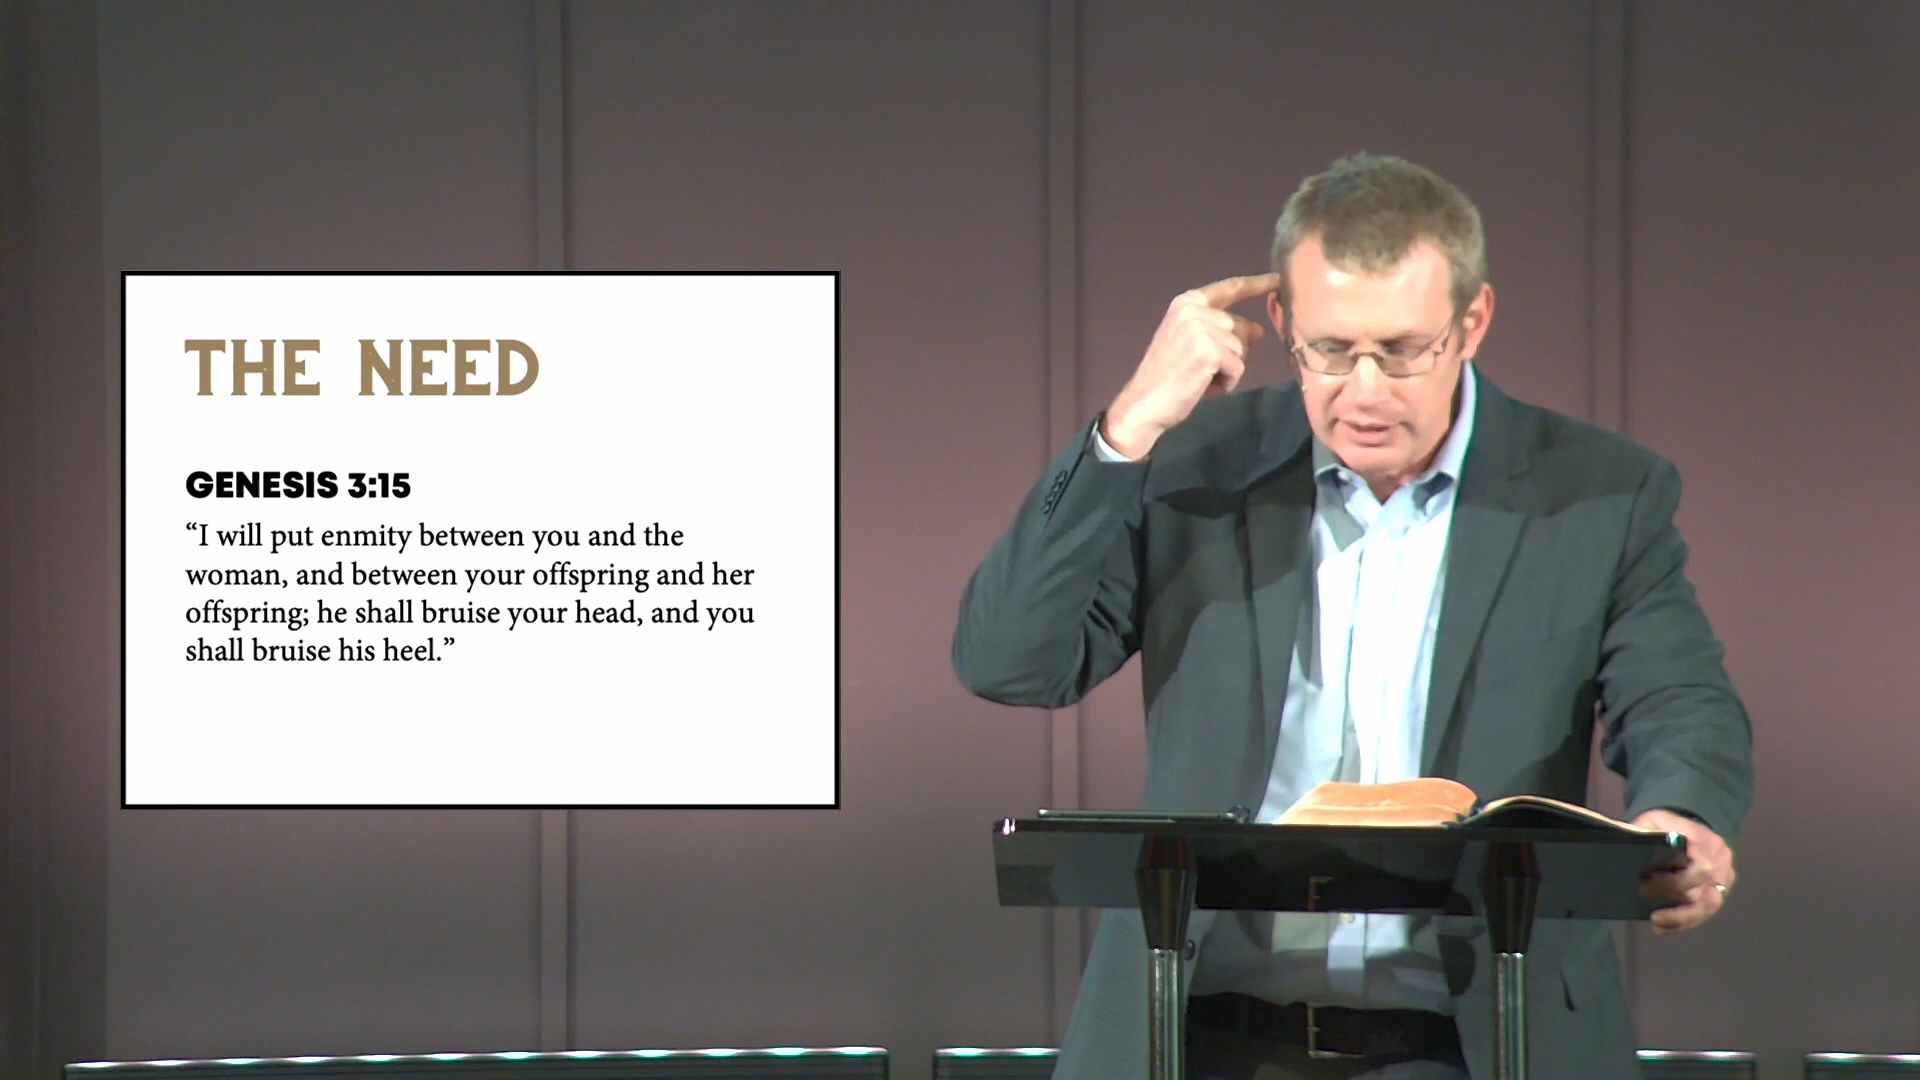 THE NEED
GENESIS 3:15
“I will put enmity between you and the
woman, and between your offspring and her
offspring; he shall bruise your head, and you
shall bruise his heel.”